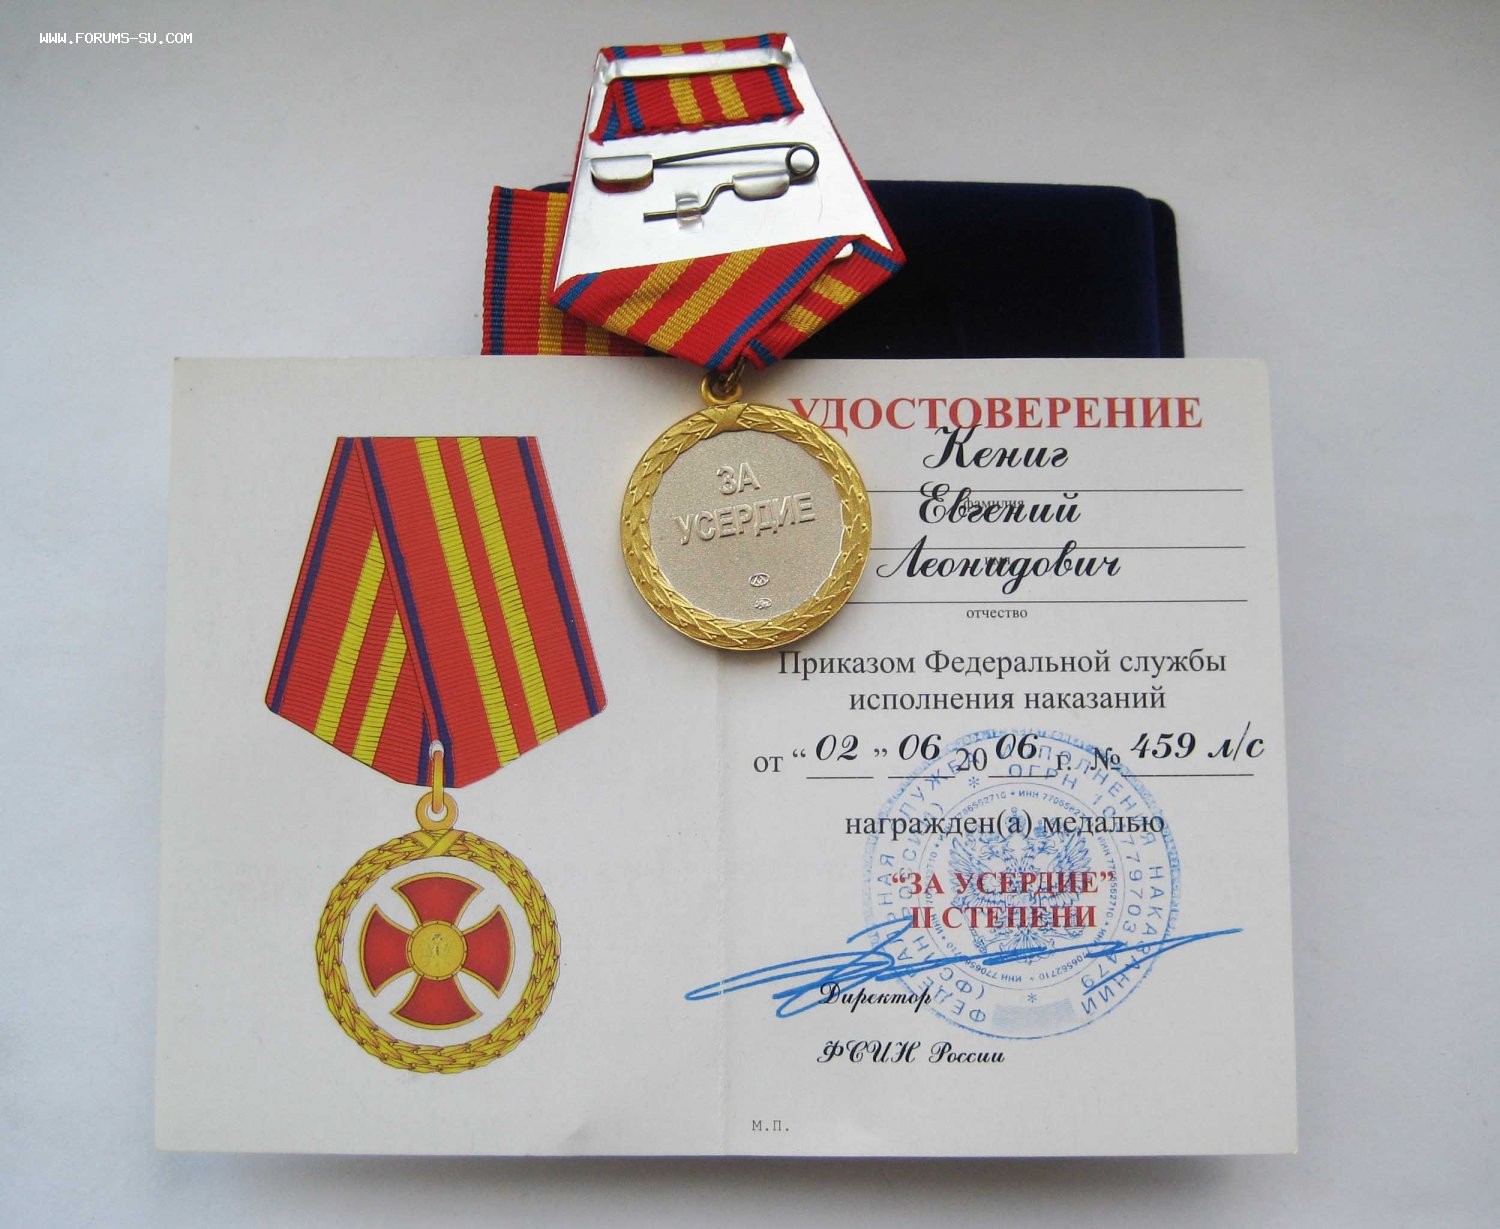 WWW.FORUMS-SU.COM
ЗА
УСЕРДИЕ
УДОСТОВЕРЕНИЕ
Кениг
фамилия
Евгений
Леонидович
отчество
Приказом Федеральной службы
исполнения наказаний
от “02” 06 2006 г. № 459 л/с
награжден(а) медалью
“ЗА УСЕРДИЕ”
II СТЕПЕНИ
Директор
ФСИН России
М.П.